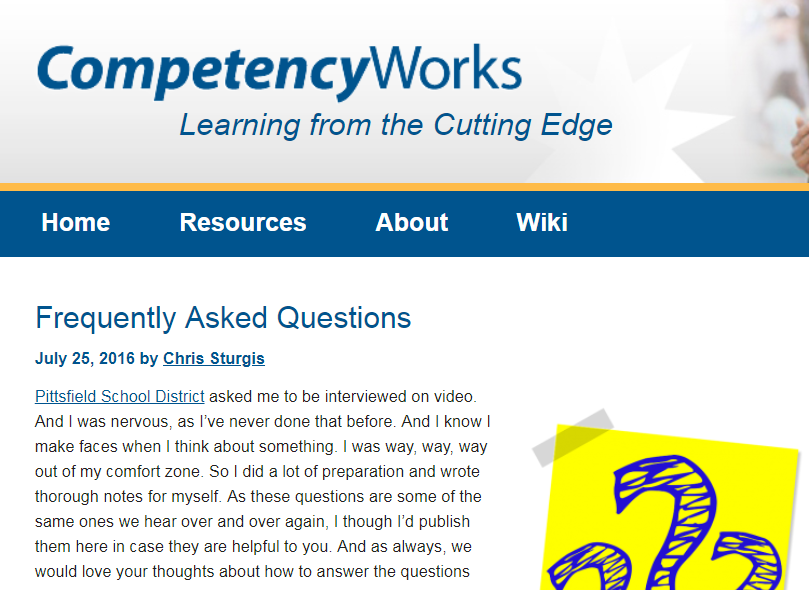 CompetencyWorks
Learning from the Cutting Edge
Home Resources About Wiki
Frequently Asked Questions
July 25, 2016 by Chris Sturgis
Pittsfield School District asked me to be interviewed on video.
And I was nervous, as I’ve never done that before. And I know I
make faces when I think about something. I was way, way, way
out of my comfort zone. So I did a lot of preparation and wrote
thorough notes for myself. As these questions are some of the
same ones we hear over and over again, I though I’d publish
them here in case they are helpful to you. And as always, we
would love your thoughts about how to answer the questions
???